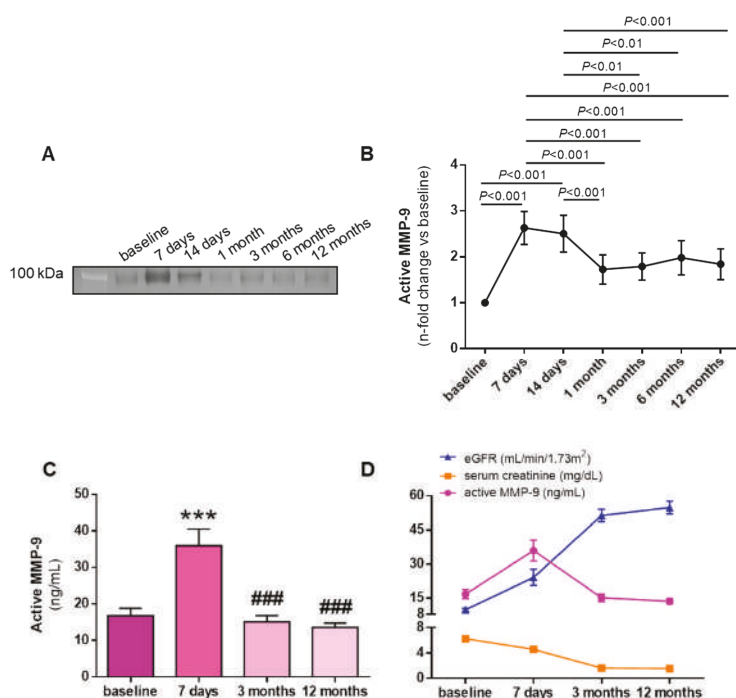 A
baseline
7 days
14 days
1 month
3 months
6 months
12 months
100 kDa
B
P<0.001
P<0.01
P<0.01
P<0.001
P<0.001
P<0.001
P<0.001
P<0.001
P<0.001
P<0.001
Active MMP-9
(n-fold change vs baseline)
4
3
2
1
0
baseline
7 days
14 days
1 month
3 months
6 months
12 months
C
Active MMP-9
(ng/mL)
50
40
30
20
10
0
***
###
###
baseline
7 days
3 months
12 months
D
eGFR (mL/min/1.73m²)
serum creatinine (mg/dL)
active MMP-9 (ng/mL)
60
45
30
15
8
8
4
0
baseline
7 days
3 months
12 months